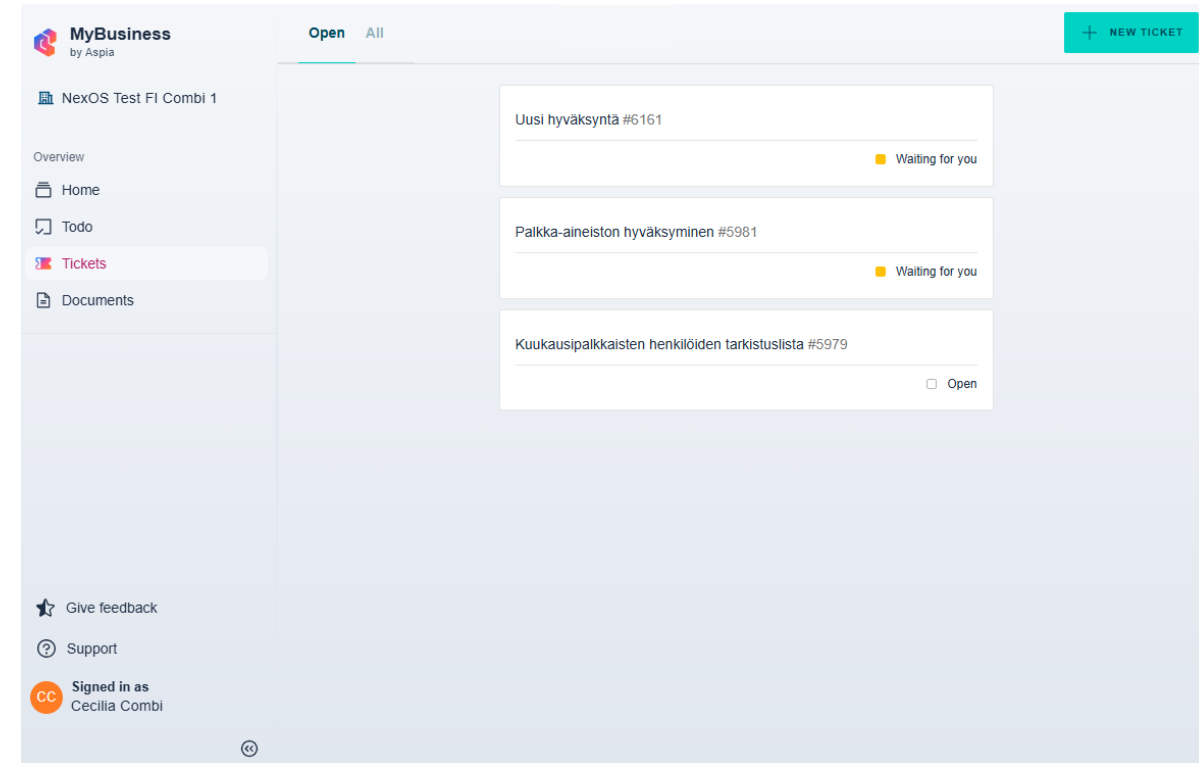 MyBusiness
by Aspia
NexOS Test FI Combi 1
Overview
Home
Todo
Tickets
Documents
Give feedback
Support
CC
Signed in as
Cecilia Combi
Open All
NEW TICKET
Uusi hyväksyntä #6161
Waiting for you
Palkka-aineiston hyväksyminen #5981
Waiting for you
Kuukausipalkkaisten henkilöiden tarkistuslista #5979
Open